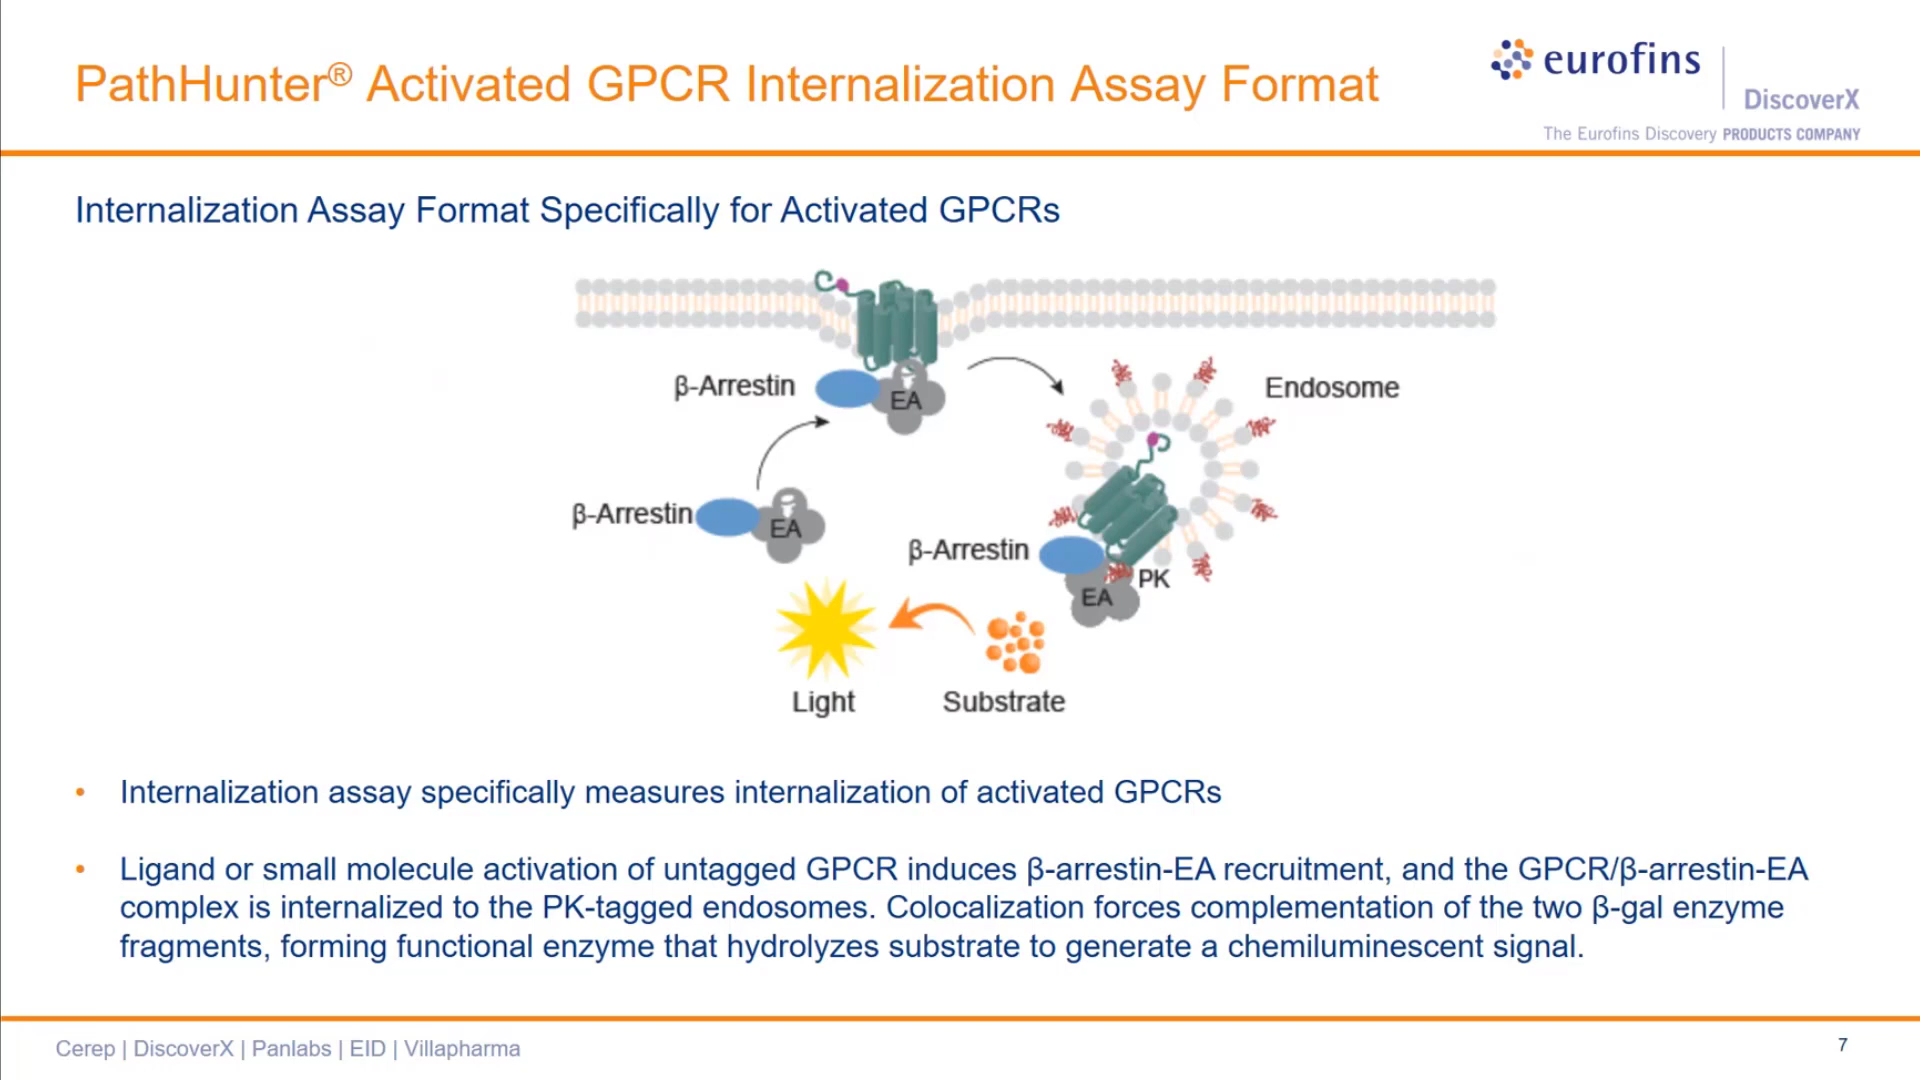 PathHunter® Activated GPCR Internalization Assay Format
eurofins
DiscoverX
The Eurofins Discovery PRODUCTS COMPANY
Internalization Assay Format Specifically for Activated GPCRs
β-Arrestin
EA
Endosome
β-Arrestin
EA
β-Arrestin
PK
EA
Light
Substrate
• Internalization assay specifically measures internalization of activated GPCRs
• Ligand or small molecule activation of untagged GPCR induces β-arrestin-EA recruitment, and the GPCR/β-arrestin-EA
complex is internalized to the PK-tagged endosomes. Colocalization forces complementation of the two β-gal enzyme
fragments, forming functional enzyme that hydrolyzes substrate to generate a chemiluminescent signal.
Cerep | DiscoverX | Panlabs | EID | Villapharma
7